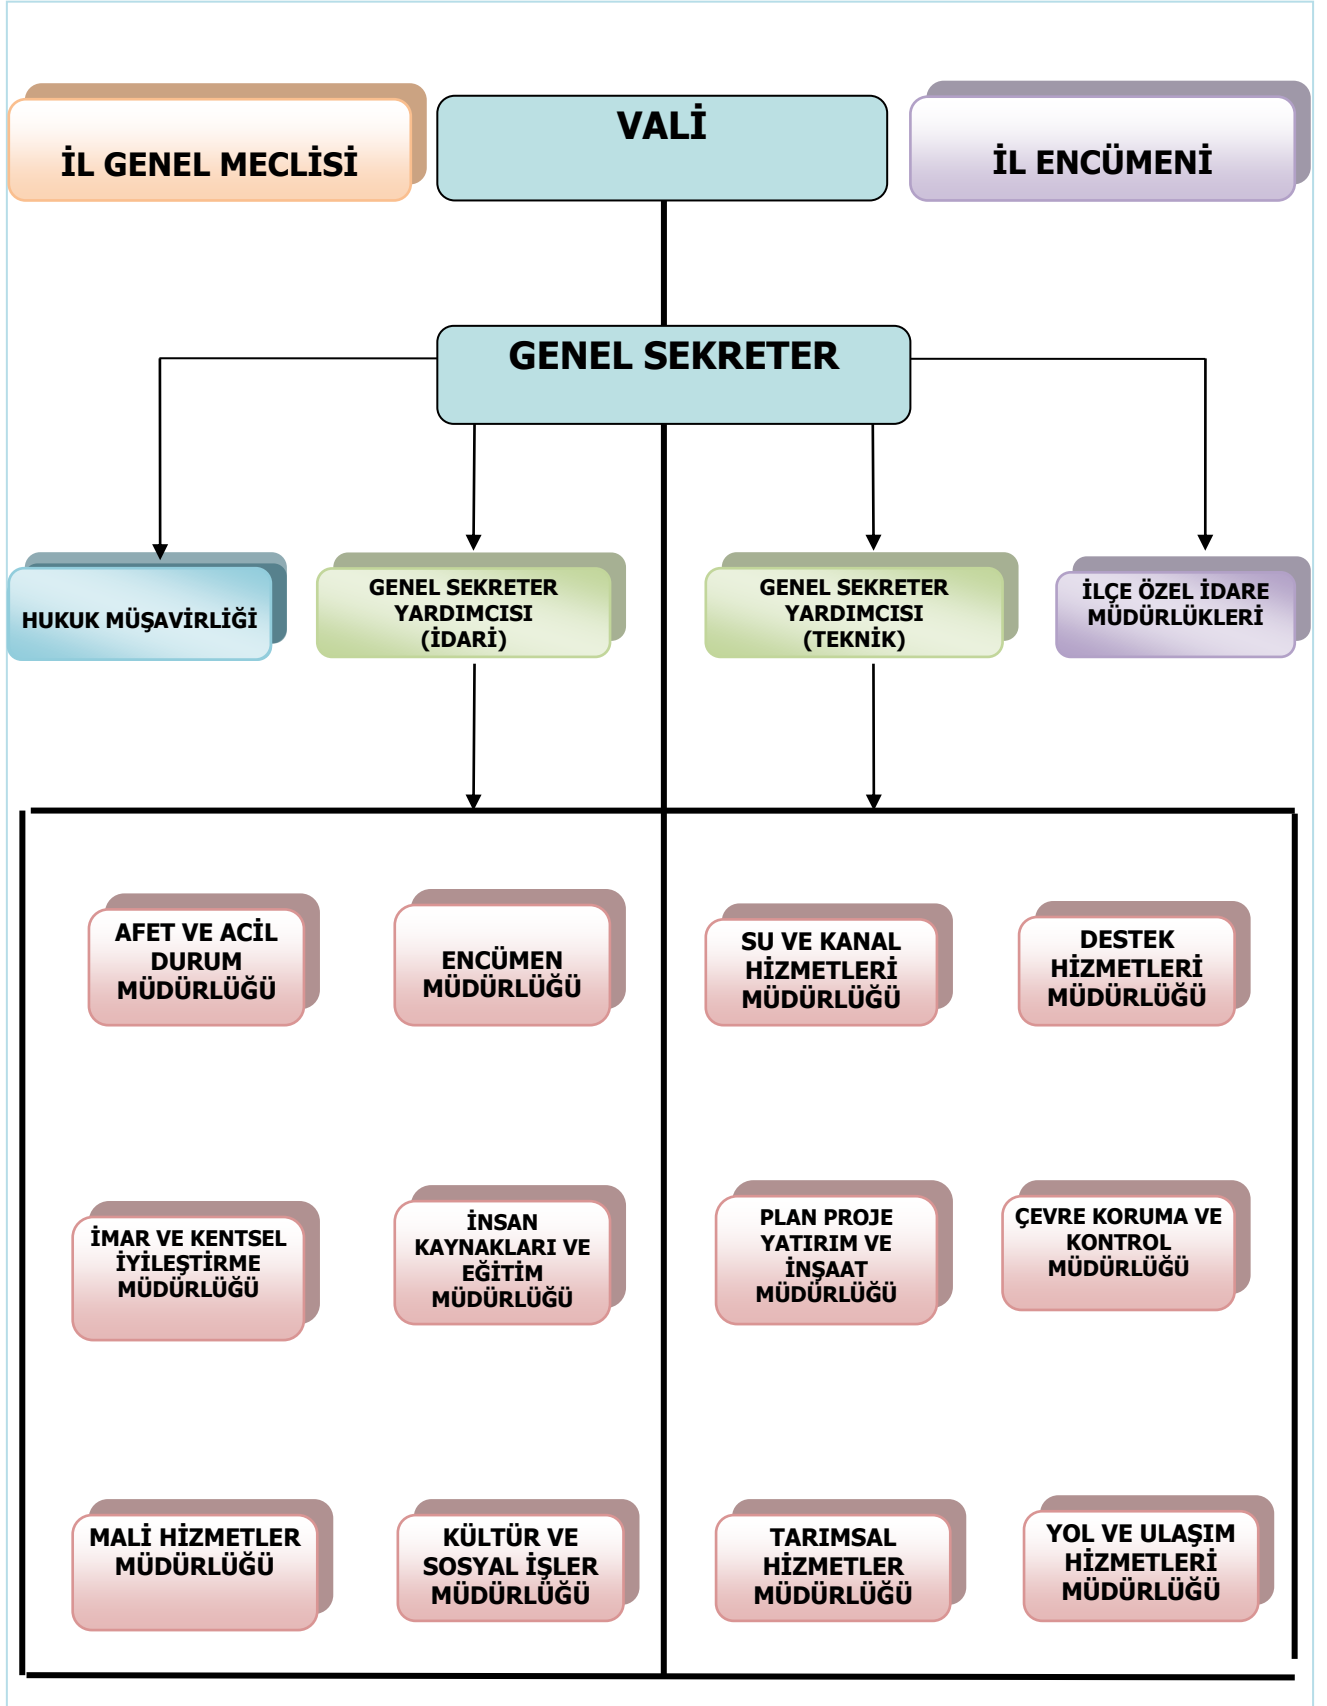 İL GENEL MECLİSİ
VALİ
İL ENCÜMENİ
GENEL SEKRETER
HUKUK MÜŞAVİRLİĞİ
GENEL SEKRETER
YARDIMCISI
(İDARİ)
GENEL SEKRETER
YARDIMCISI
(TEKNİK)
İLÇE ÖZEL İDARE
MÜDÜRLÜKLERİ
AFET VE ACİL
DURUM
MÜDÜRLÜĞÜ
ENCÜMEN
MÜDÜRLÜĞÜ
SU VE KANAL
HİZMETLERİ
MÜDÜRLÜĞÜ
DESTEK
HİZMETLERİ
MÜDÜRLÜĞÜ
İMAR VE KENTSEL
İYİLEŞTİRME
MÜDÜRLÜĞÜ
İNSAN
KAYNAKLARI VE
EĞİTİM
MÜDÜRLÜĞÜ
PLAN PROJE
YATIRIM VE
İNŞAAT
MÜDÜRLÜĞÜ
ÇEVRE KORUMA VE
KONTROL
MÜDÜRLÜĞÜ
MALİ HİZMETLER
MÜDÜRLÜĞÜ
KÜLTÜR VE
SOSYAL İŞLER
MÜDÜRLÜĞÜ
TARIMSAL
HİZMETLER
MÜDÜRLÜĞÜ
YOL VE ULAŞIM
HİZMETLERİ
MÜDÜRLÜĞÜ